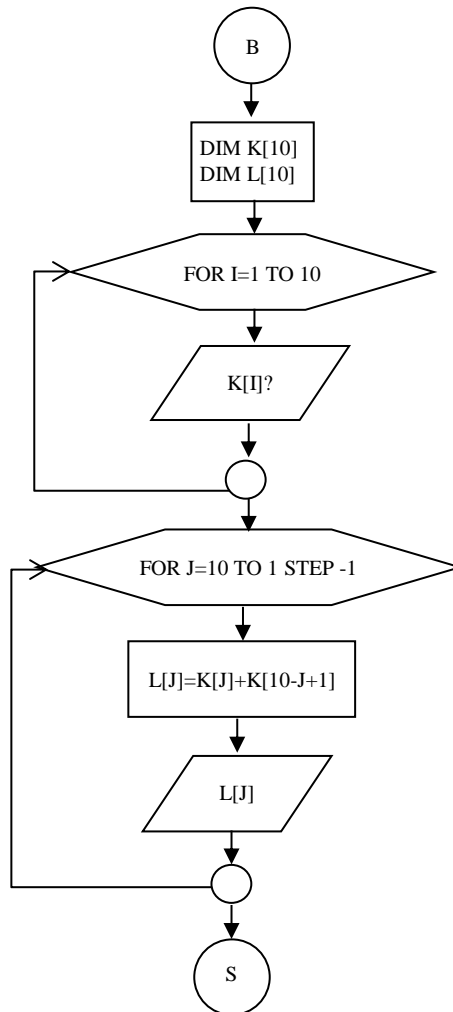 B
DIM K[10]
DIM L[10]
FOR I=1 TO 10
K[I]?
FOR J=10 TO 1 STEP -1
L[J]=K[J]+K[10-J+1]
L[J]
S